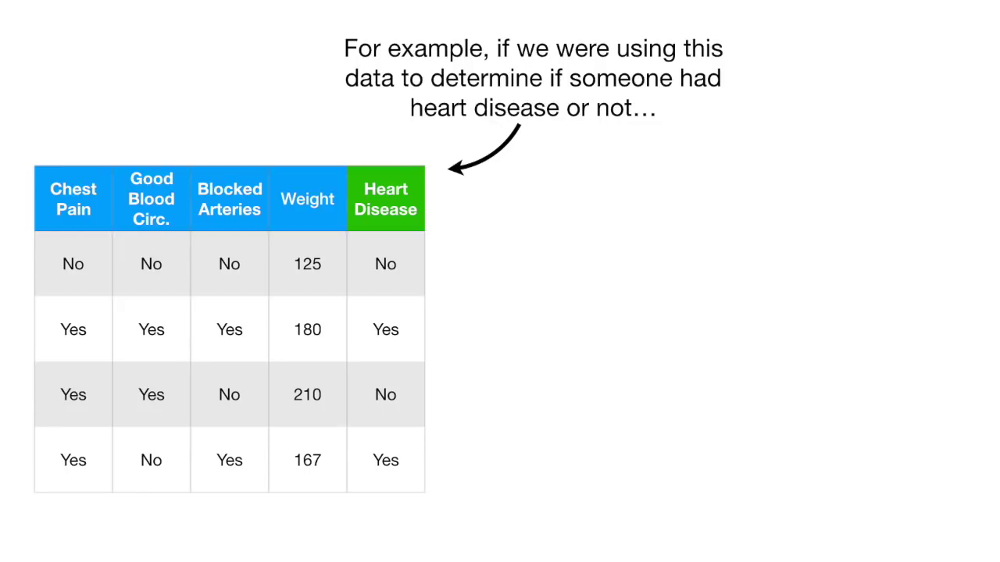 For example, if we were using this
data to determine if someone had
heart disease or not…
Chest Pain Good Blood Circ. Blocked Arteries Weight Heart Disease
No No No 125 No
Yes Yes Yes 180 Yes
Yes Yes No 210 No
Yes No Yes 167 Yes